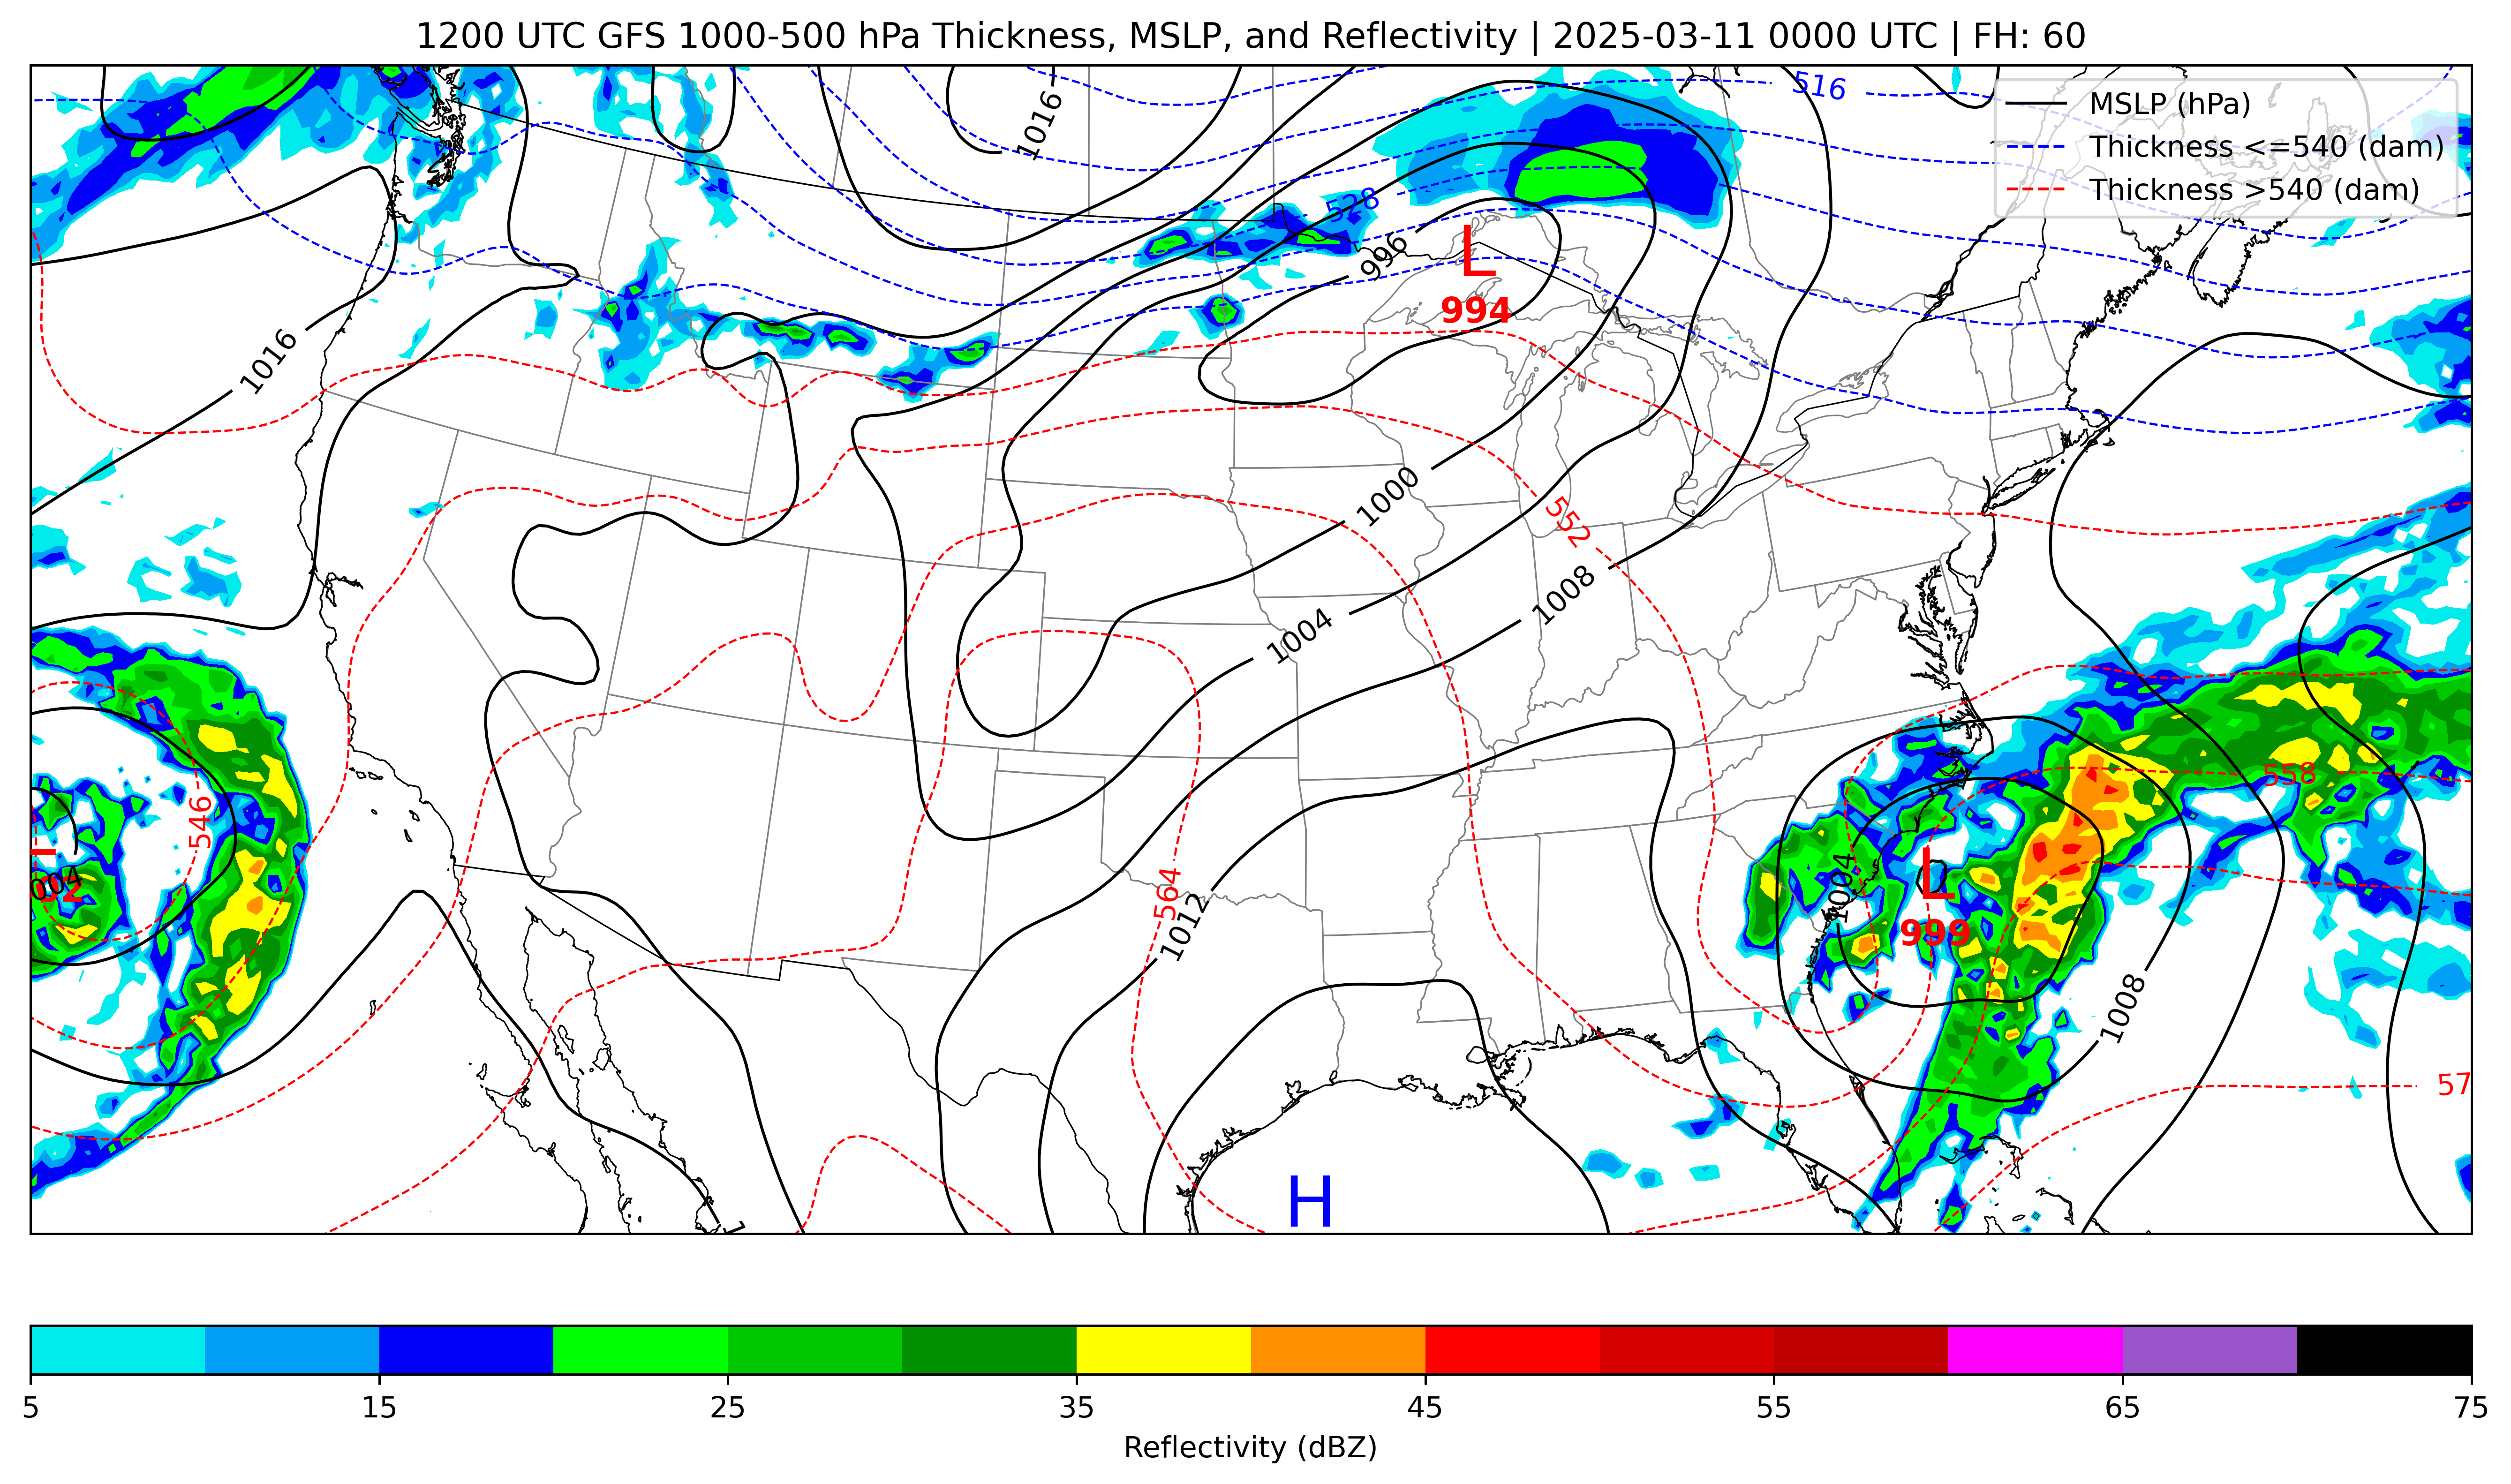 1200 UTC GFS 1000-500 hPa Thickness, MSLP, and Reflectivity | 2025-03-11 0000 UTC | FH: 60
MSLP (hPa)
Thickness <=540 (dam)
Thickness >540 (dam)
516
1016
528
996
L
994
1016
1000
552
1008
1004
558
546
564
1012
1004
L
999
004
1008
57
H
5 15 25 35 45 55 65 75
Reflectivity (dBZ)